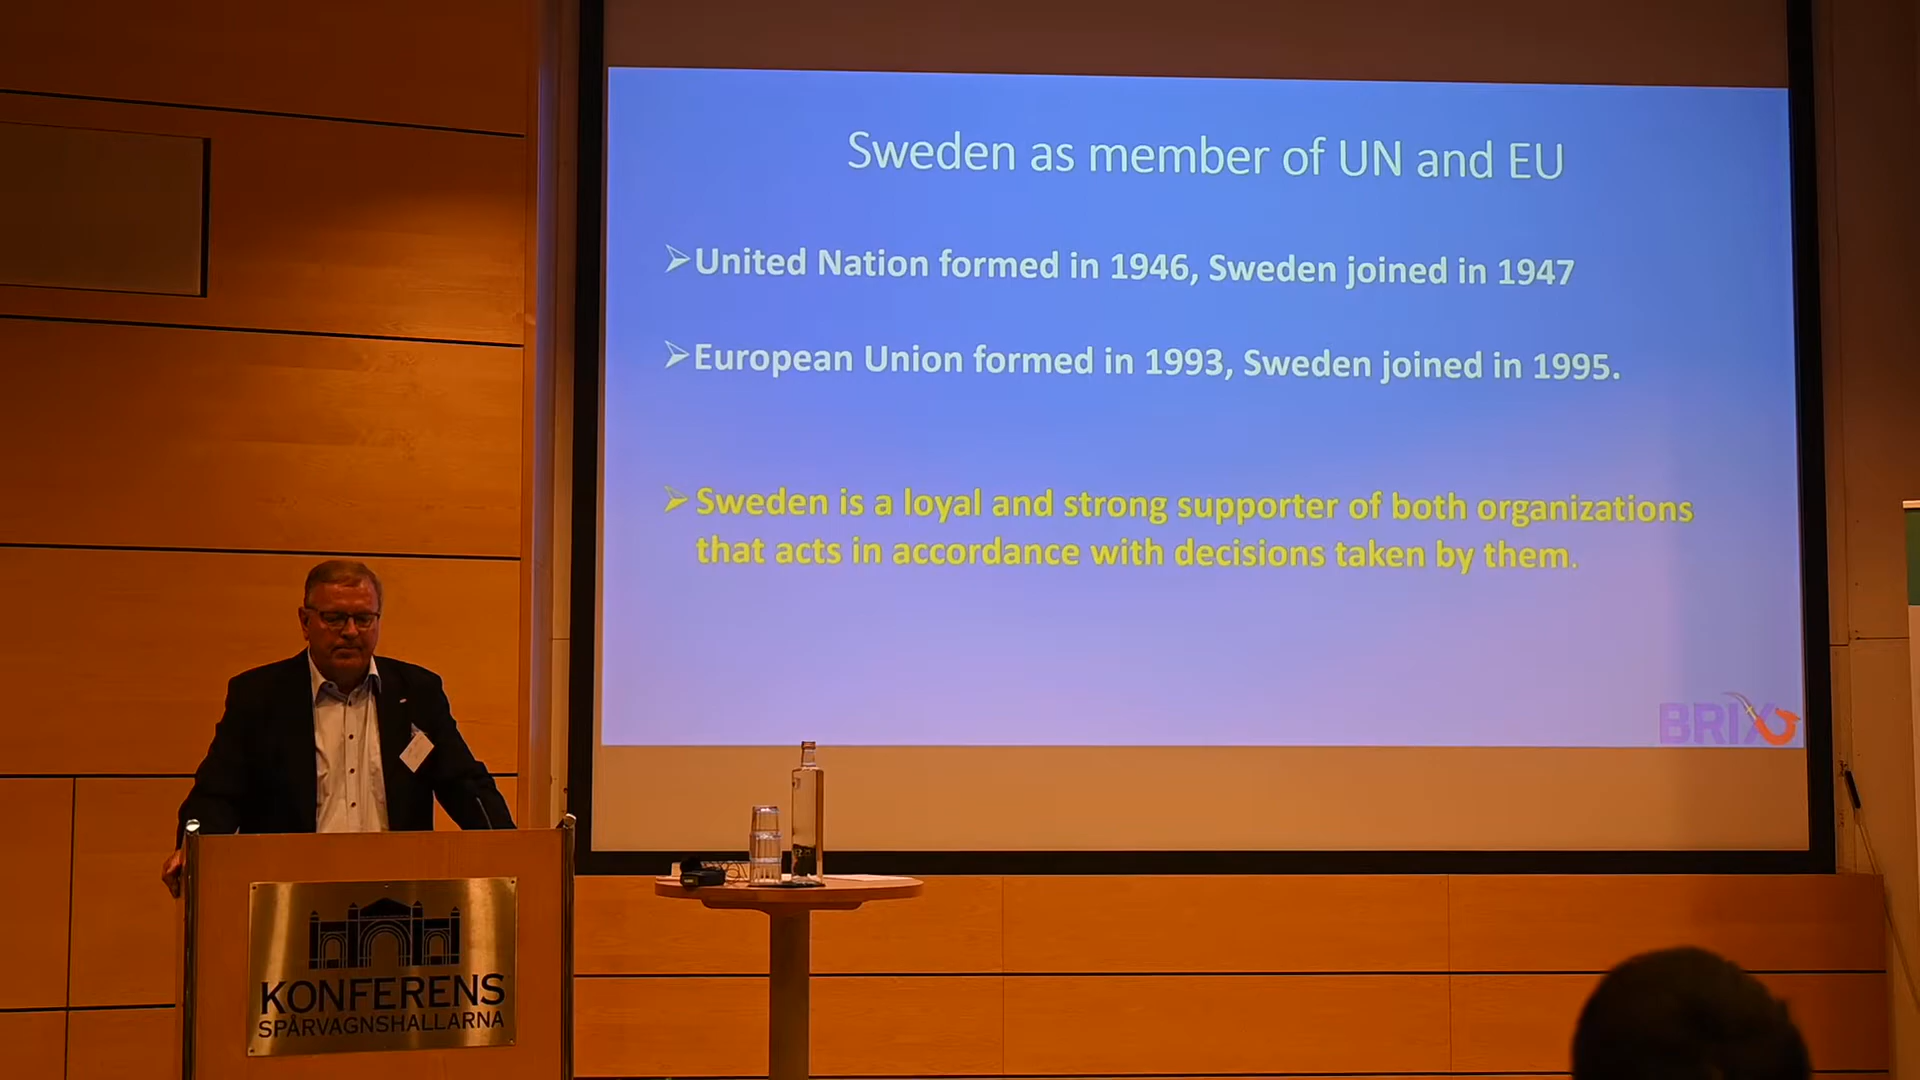 Sweden as member of UN and EU
➢United Nation formed in 1946, Sweden joined in 1947
➢European Union formed in 1993, Sweden joined in 1995.
➢Sweden is a loyal and strong supporter of both organizations
that acts in accordance with decisions taken by them.
BRIX
KONFERENS
SPÅRVAGNSHALLARNA